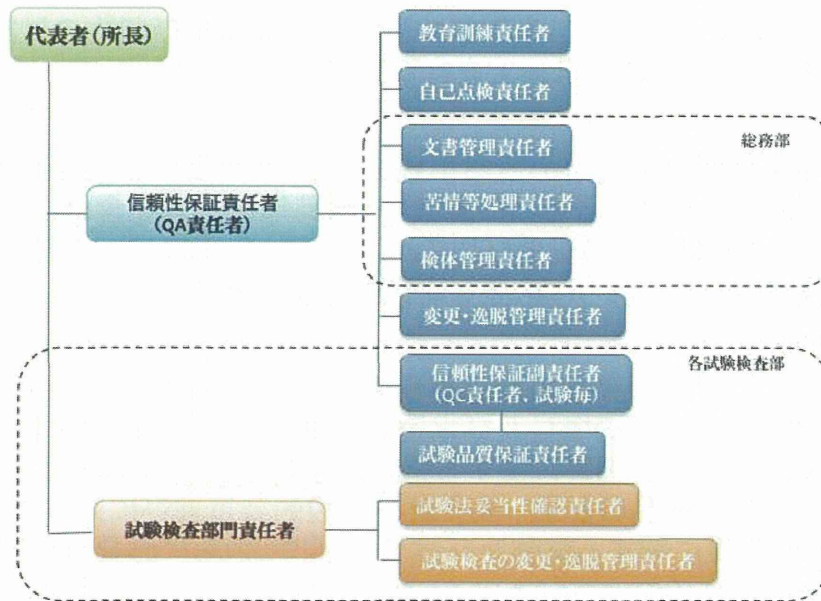 代表者(所長)
教育訓練責任者
自己点検責任者
総務部
文書管理責任者
信頼性保証責任者
(QA責任者)
苦情等処理責任者
検体管理責任者
変更・逸脱管理責任者
各試験検査部
信頼性保証副責任者
(QC責任者、試験毎)
試験品質保証責任者
試験検査部門責任者
試験法妥当性確認責任者
試験検査の変更・逸脱管理責任者